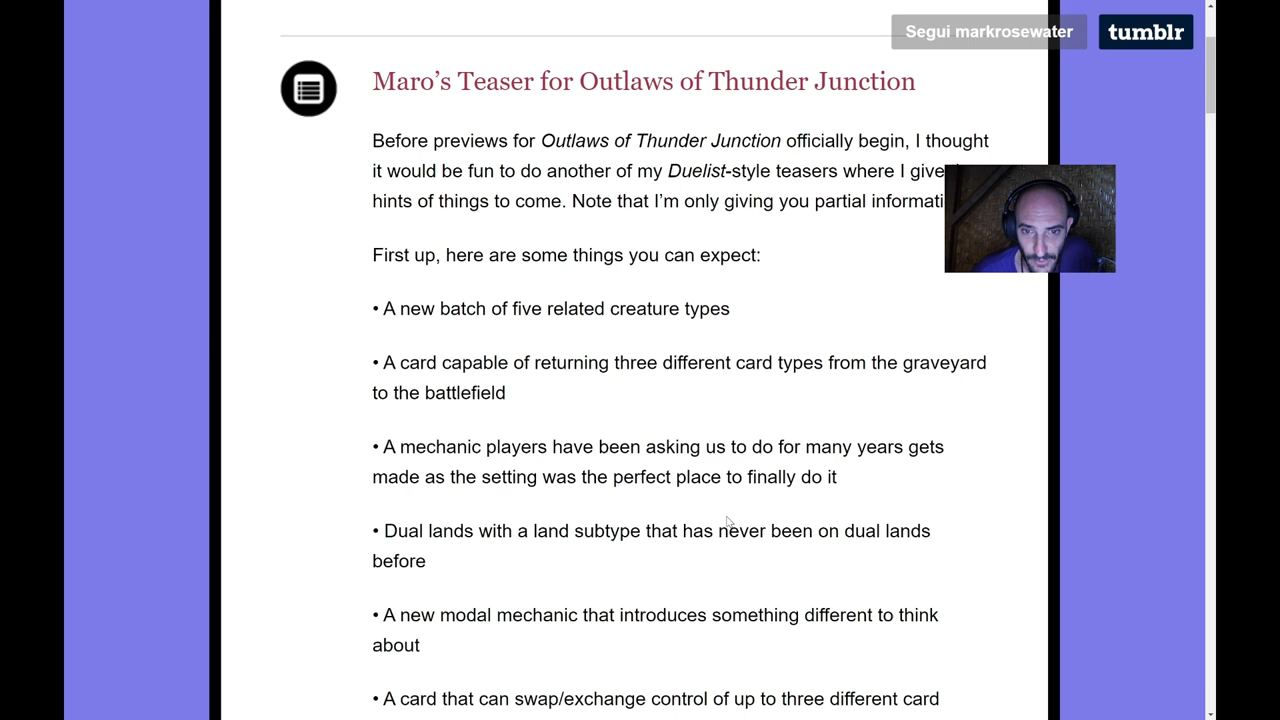 Segui markrosewater
tumblr
Maro’s Teaser for Outlaws of Thunder Junction
Before previews for Outlaws of Thunder Junction officially begin, I thought
it would be fun to do another of my Duelist-style teasers where I give
hints of things to come. Note that I’m only giving you partial
First up, here are some things you can expect:
• A new batch of five related creature types
• A card capable of returning three different card types from the graveyard
to the battlefield
• A mechanic players have been asking us to do for many years gets
made as the setting was the perfect place to finally do it
• Dual lands with a land subtype that has never been on dual lands
before
• A new modal mechanic that introduces something different to think
about
• A card that can swap/exchange control of up to three different card